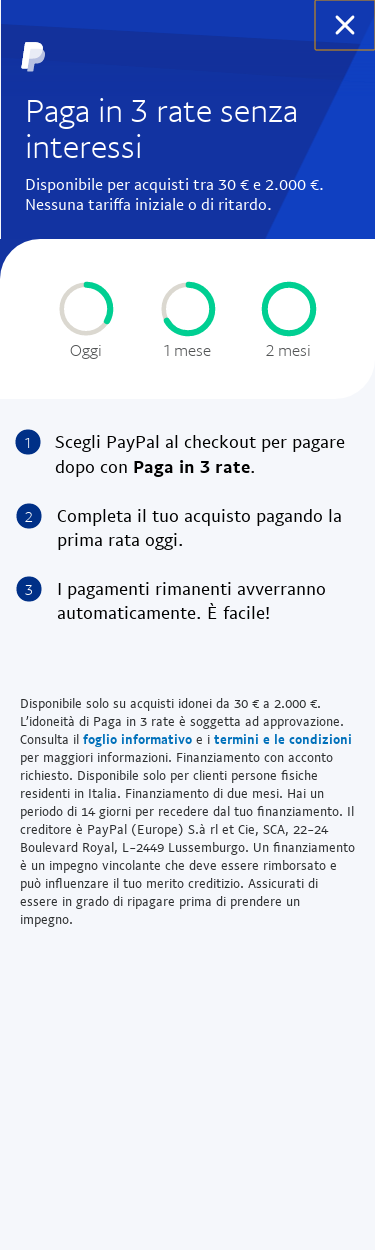 Paga in 3 rate senza
interessi
Disponibile per acquisti tra 30 € e 2.000 €.
Nessuna tariffa iniziale o di ritardo.
Oggi
1 mese
2 mesi
1 Scegli PayPal al checkout per pagare
dopo con Paga in 3 rate.
2 Completa il tuo acquisto pagando la
prima rata oggi.
3 I pagamenti rimanenti avverranno
automaticamente. È facile!
Disponibile solo su acquisti idonei da 30 € a 2.000 €.
L'idoneità di Paga in 3 rate è soggetta ad approvazione.
Consulta il foglio informativo e i termini e le condizioni
per maggiori informazioni. Finanziamento con acconto
richiesto. Disponibile solo per clienti persone fisiche
residenti in Italia. Finanziamento di due mesi. Hai un
periodo di 14 giorni per recedere dal tuo finanziamento. Il
creditore è PayPal (Europe) S.à rl et Cie, SCA, 22-24
Boulevard Royal, L-2449 Lussemburgo. Un finanziamento
è un impegno vincolante che deve essere rimborsato e
può influenzare il tuo merito creditizio. Assicurati di
essere in grado di ripagare prima di prendere un
impegno.